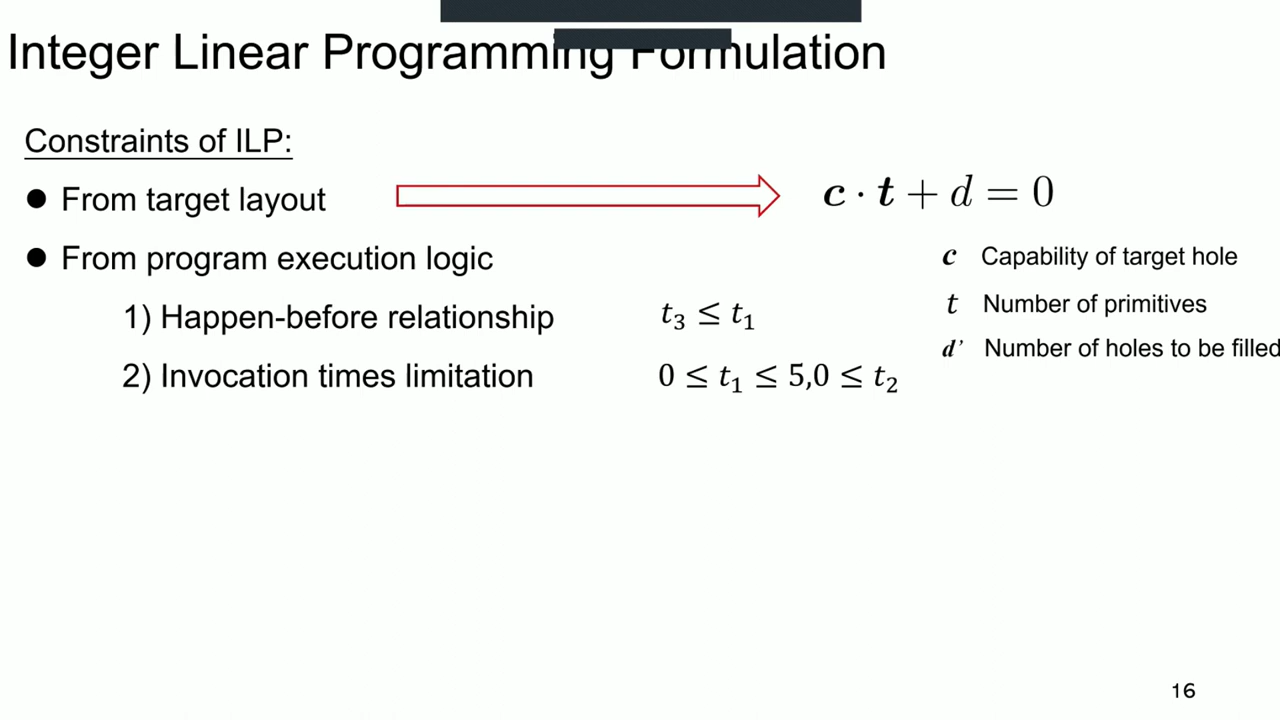 Integer Linear Programming Formulation
Constraints of ILP:
● From target layout
c · t + d = 0
● From program execution logic
c Capability of target hole
1) Happen-before relationship t₃ ≤ t₁
t Number of primitives
d’ Number of holes to be filled
2) Invocation times limitation 0 ≤ t₁ ≤ 5,0 ≤ t₂
16